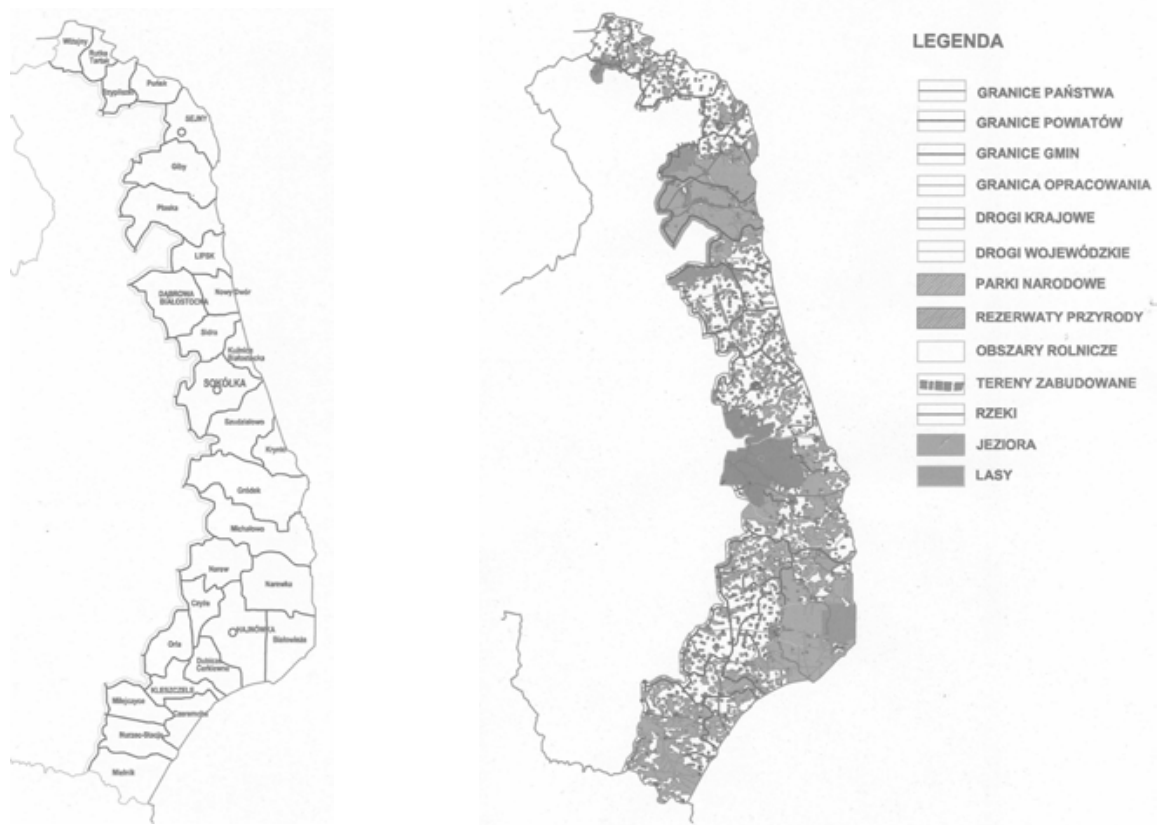 Wiżajny
Rutka
Tartak
Szypliszki
Puńsk
SEJNY
Giby
Płaska
LIPSK
DĄBROWA
BIAŁOSTOCKA
Nowy Dwór
Sidra
Kuźnica
Białostocka
SOKÓŁKA
Szudziałowo
Krynki
Gródek
Michałowo
Narew
Narewka
Czyże
HAJNÓWKA
Białowieża
Orla
Dubicze
Cerkiewne
KLESZCZELE
Milejczyce
Czeremcha
Nurzec-Stacja
Mielnik
LEGENDA
GRANICE PAŃSTWA
GRANICE POWIATÓW
GRANICE GMIN
GRANICA OPRACOWANIA
DROGI KRAJOWE
DROGI WOJEWÓDZKIE
PARKI NARODOWE
REZERWATY PRZYRODY
OBSZARY ROLNICZE
TERENY ZABUDOWANE
RZEKI
JEZIORA
LASY